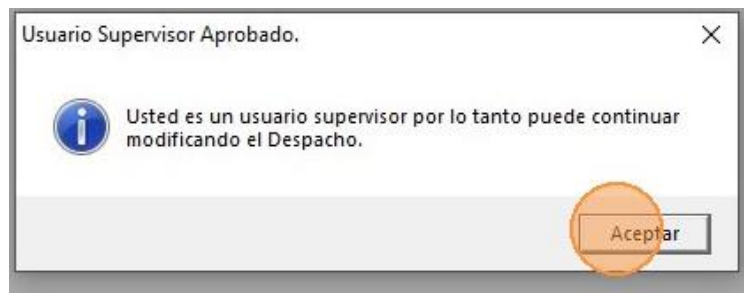 Usuario Supervisor Aprobado.
Usted es un usuario supervisor por lo tanto puede continuar
modificando el Despacho.
Aceptar